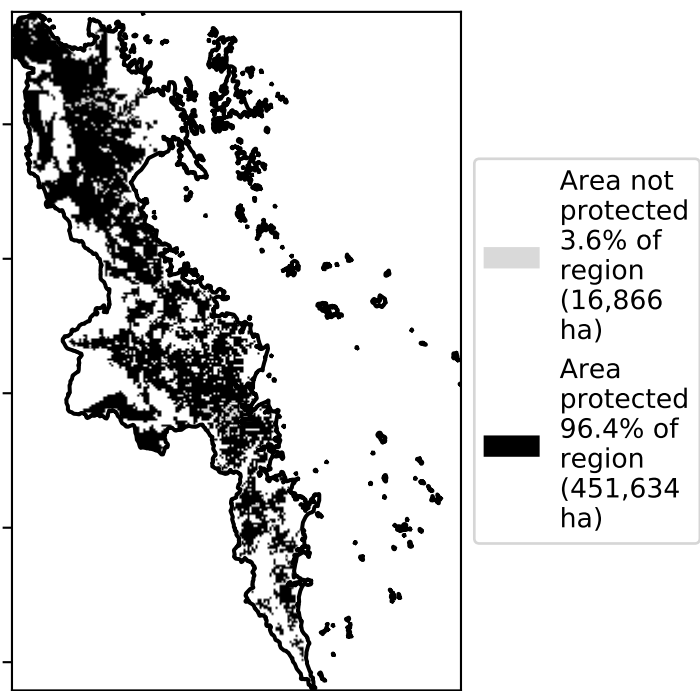 Area not
protected
3.6% of
region
(16,866
ha)
Area
protected
96.4% of
region
(451,634
ha)